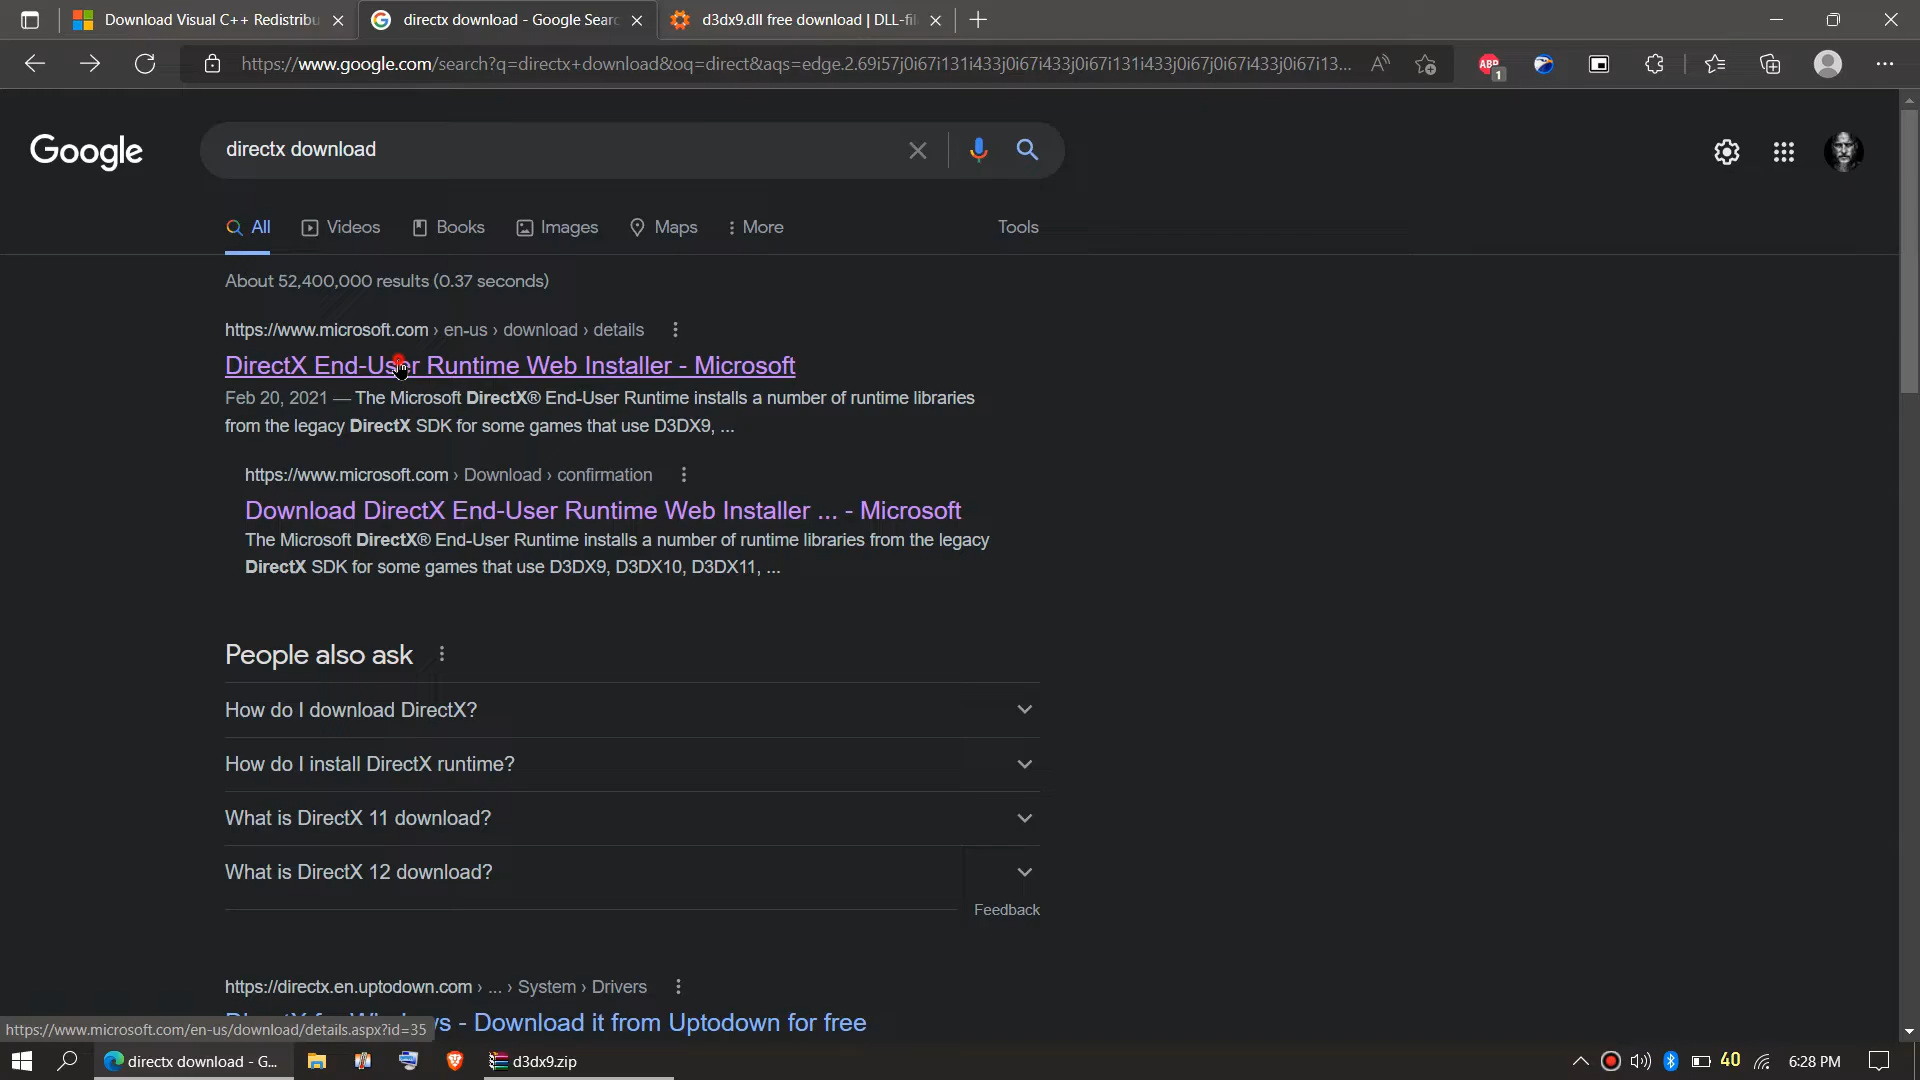 Download Visual C++ Redistribu
directx download - Google Searc
d3dx9.dll free download | DLL-fil
https://www.google.com/search?q=directx+download&oq=direct&aqs=edge.2.69i57j0i67i131i433j0i67i433j0i67i131i433j0i67j0i67i433j0i67i13...
ABP 1
Google
directx download
All
Videos
Books
Images
Maps
More
Tools
About 52,400,000 results (0.37 seconds)
https://www.microsoft.com › en-us › download › details
DirectX End-User Runtime Web Installer - Microsoft
Feb 20, 2021 — The Microsoft DirectX® End-User Runtime installs a number of runtime libraries
from the legacy DirectX SDK for some games that use D3DX9, ...
https://www.microsoft.com › Download › confirmation
Download DirectX End-User Runtime Web Installer ... - Microsoft
The Microsoft DirectX® End-User Runtime installs a number of runtime libraries from the legacy
DirectX SDK for some games that use D3DX9, D3DX10, D3DX11, ...
People also ask
How do I download DirectX?
How do I install DirectX runtime?
What is DirectX 11 download?
What is DirectX 12 download?
Feedback
https://directx.en.uptodown.com › ... › System › Drivers
- Download it from Uptodown for free
https://www.microsoft.com/en-us/download/details.aspx?id=35
directx download - G...
d3dx9.zip
40
6:28 PM